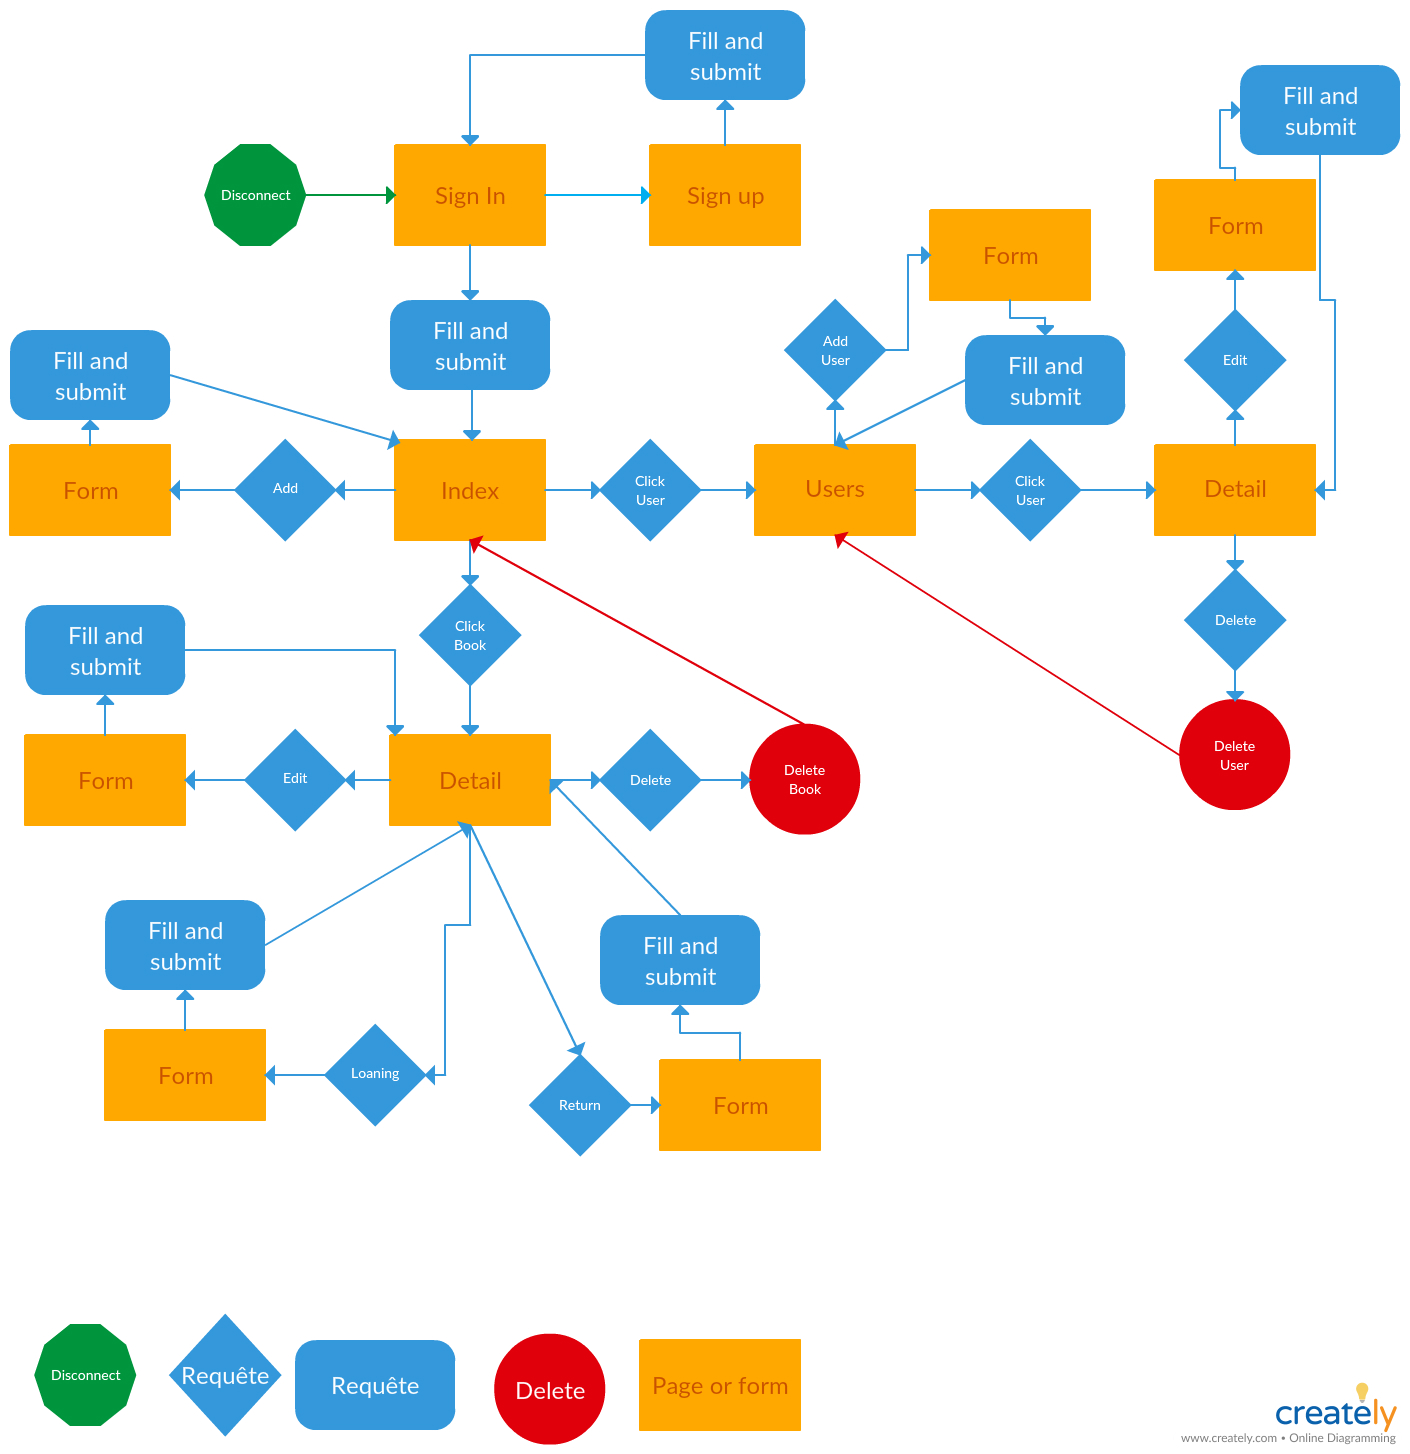 Fill and
submit
Fill and
submit
Disconnect
Sign In
Sign up
Form
Form
Fill and
submit
Fill and
submit
Add
User
Fill and
submit
Edit
Form
Add
Index
Click
User
Users
Click
User
Detail
Fill and
submit
Click
Book
Delete
Form
Edit
Detail
Delete
Delete
Book
Delete
User
Fill and
submit
Fill and
submit
Form
Loaning
Return
Form
Disconnect
Requête
Requête
Delete
Page or form
creately
www.creately.com • Online Diagramming